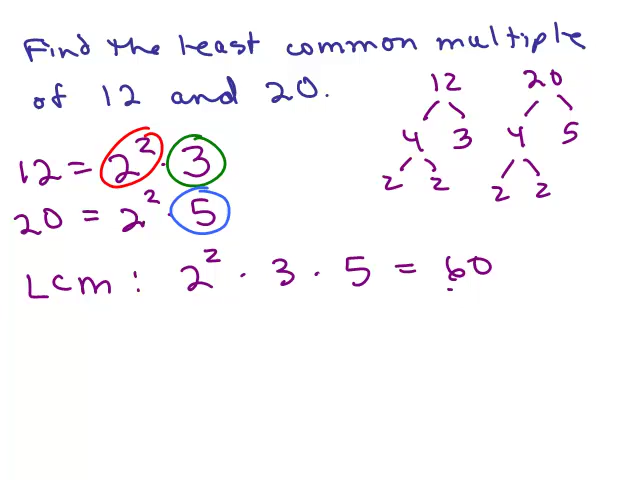 Find the least common multiple
of 12 and 20.
12 20
4 3 4 5
2 2 2 2
12 = 2² · 3
20 = 2² · 5
LCM : 2² · 3 · 5 = 60